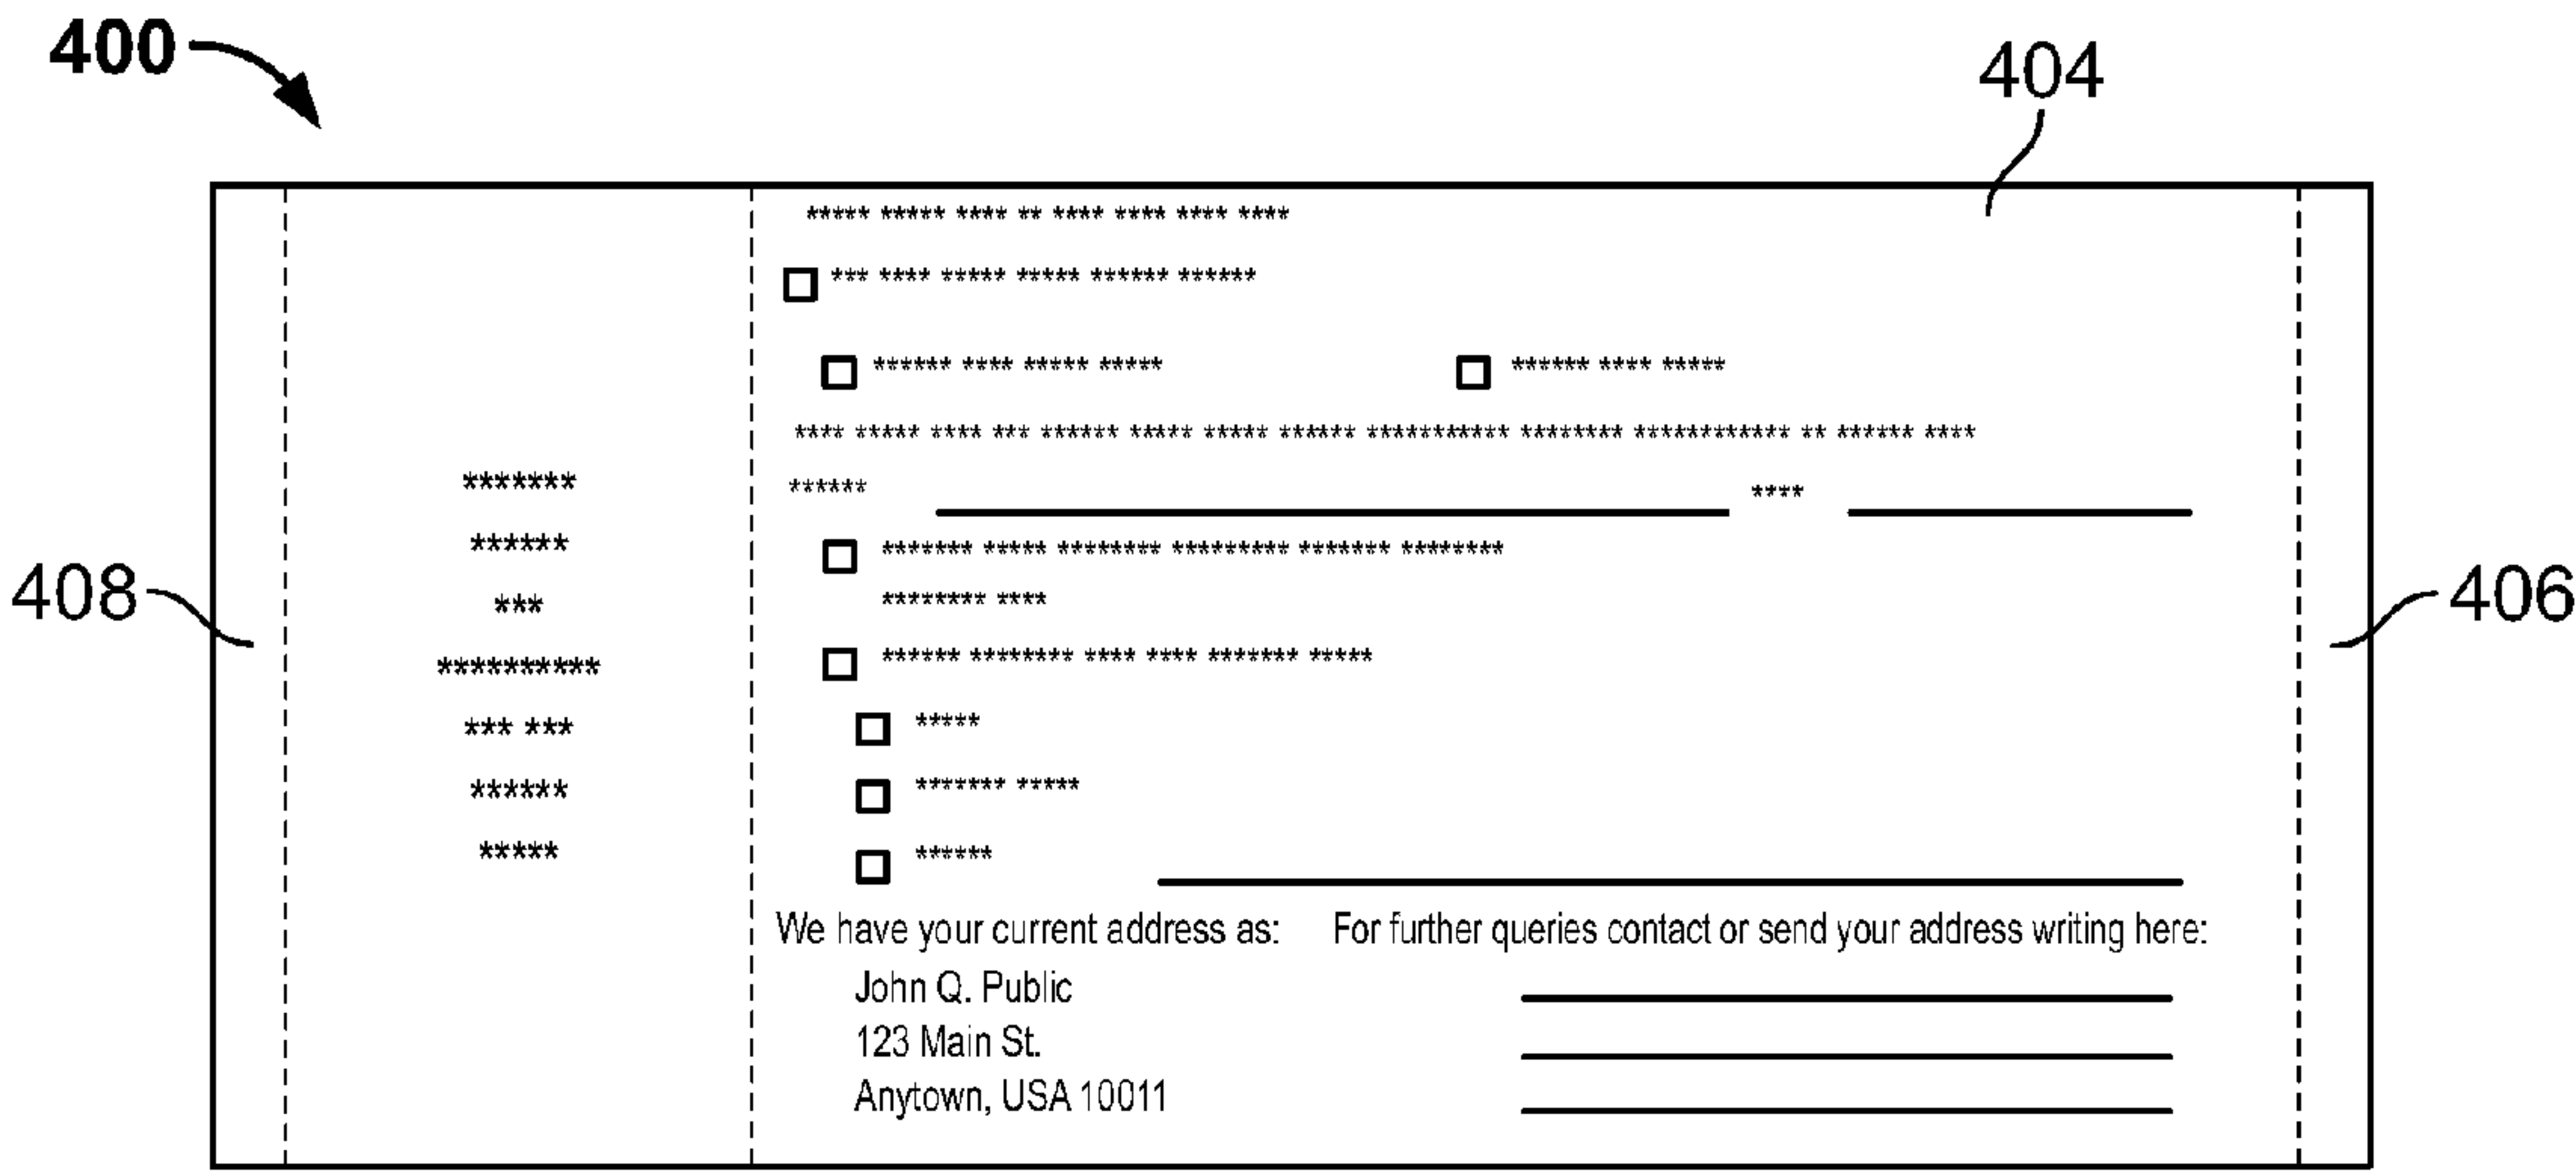 400
404
***** ***** **** ** **** **** **** ****
*** **** ***** ***** ****** ******
****** **** ***** *****
****** **** *****
**** ***** **** *** ****** ***** ***** ****** *********** ******** ************ ** ****** ****
****** ****
******* ***** ******** ********* ******* ********
******** ****
****** ******** **** **** ******* *****
*****
******* *****
******
*******
******
***
**********
*** ***
******
*****
408
406
We have your current address as:
John Q. Public
123 Main St.
Anytown, USA 10011
For further queries contact or send your address writing here: